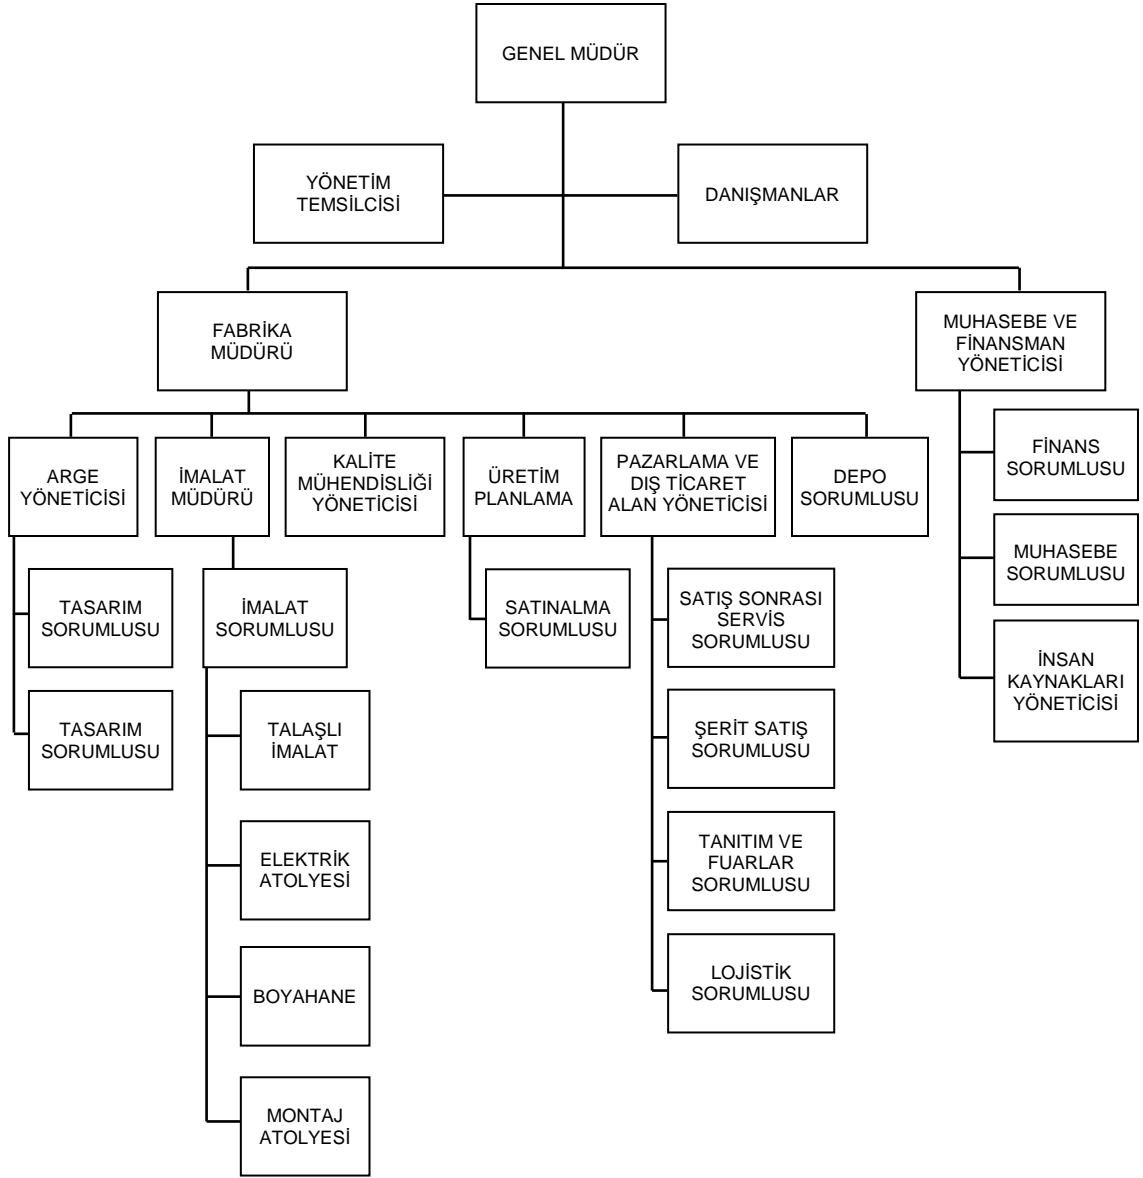 GENEL MÜDÜR
YÖNETİM
TEMSİLCİSİ
DANIŞMANLAR
FABRİKA
MÜDÜRÜ
MUHASEBE VE
FİNANSMAN
YÖNETİCİSİ
ARGE
YÖNETİCİSİ
İMALAT
MÜDÜRÜ
KALİTE
MÜHENDİSLİĞİ
YÖNETİCİSİ
ÜRETİM
PLANLAMA
PAZARLAMA VE
DIŞ TİCARET
ALAN YÖNETİCİSİ
DEPO
SORUMLUSU
FİNANS
SORUMLUSU
MUHASEBE
SORUMLUSU
İNSAN
KAYNAKLARI
YÖNETİCİSİ
TASARIM
SORUMLUSU
TASARIM
SORUMLUSU
İMALAT
SORUMLUSU
TALAŞLI
İMALAT
ELEKTRİK
ATOLYESİ
BOYAHANE
MONTAJ
ATOLYESİ
SATINALMA
SORUMLUSU
SATIŞ SONRASI
SERVİS
SORUMLUSU
ŞERİT SATIŞ
SORUMLUSU
TANITIM VE
FUARLAR
SORUMLUSU
LOJİSTİK
SORUMLUSU